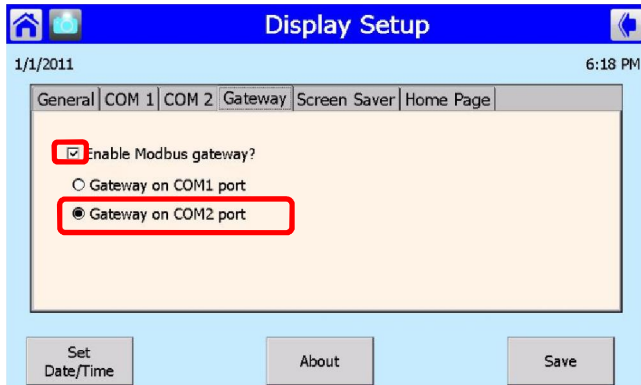 Display Setup
1/1/2011 6:18 PM
General COM 1 COM 2 Gateway Screen Saver Home Page
Enable Modbus gateway?
Gateway on COM1 port
Gateway on COM2 port
Set
Date/Time
About
Save